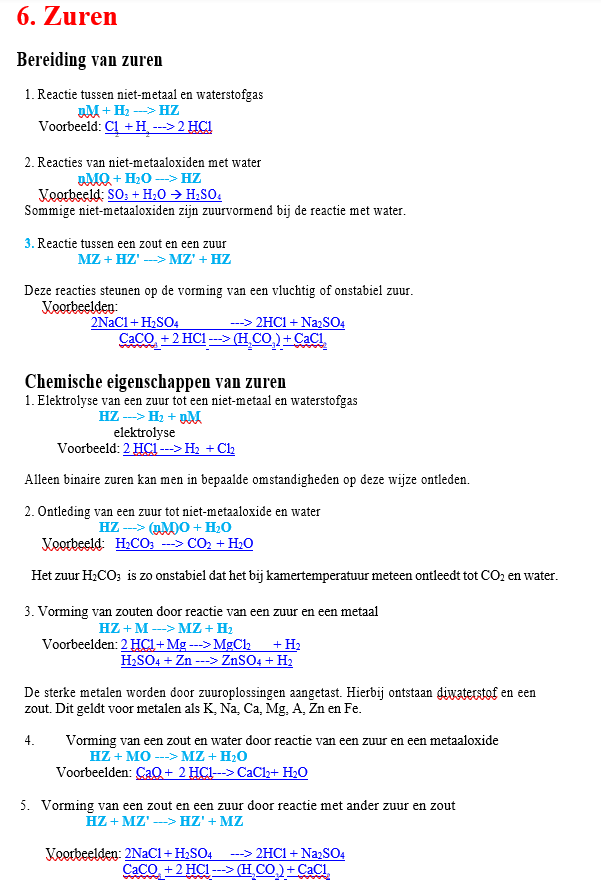 6. Zuren
Bereiding van zuren
1. Reactie tussen niet-metaal en waterstofgas
nM + H₂ ---> HZ
Voorbeeld: Cl₂ + H₂ ---> 2 HCl
2. Reacties van niet-metaaloxiden met water
nMO + H₂O ---> HZ
Voorbeeld: SO₃ + H₂O → H₂SO₄
Sommige niet-metaaloxiden zijn zuurvormend bij de reactie met water.
3. Reactie tussen een zout en een zuur
MZ + HZ' ---> MZ' + HZ
Deze reacties steunen op de vorming van een vluchtig of onstabiel zuur.
Voorbeelden:
2NaCl + H₂SO₄ ---> 2HCl + Na₂SO₄
CaCO₃ + 2 HCl ---> (H₂CO₃) + CaCl₂
Chemische eigenschappen van zuren
1. Elektrolyse van een zuur tot een niet-metaal en waterstofgas
HZ ---> H₂ + nM
elektrolyse
Voorbeeld: 2 HCl ---> H₂ + Cl₂
Alleen binaire zuren kan men in bepaalde omstandigheden op deze wijze ontleden.
2. Ontleding van een zuur tot niet-metaaloxide en water
HZ ---> (nM)O + H₂O
Voorbeeld: H₂CO₃ ---> CO₂ + H₂O
Het zuur H₂CO₃ is zo onstabiel dat het bij kamertemperatuur meteen ontleedt tot CO₂ en water.
3. Vorming van zouten door reactie van een zuur en een metaal
HZ + M ---> MZ + H₂
Voorbeelden: 2 HCl + Mg ---> MgCl₂ + H₂
H₂SO₄ + Zn ---> ZnSO₄ + H₂
De sterke metalen worden door zuuroplossingen aangetast. Hierbij ontstaan diwaterstof en een
zout. Dit geldt voor metalen als K, Na, Ca, Mg, A, Zn en Fe.
4. Vorming van een zout en water door reactie van een zuur en een metaaloxide
HZ + MO ---> MZ + H₂O
Voorbeelden: CaO + 2 HCl---> CaCl₂+ H₂O
5. Vorming van een zout en een zuur door reactie met ander zuur en zout
HZ + MZ' ---> HZ' + MZ
Voorbeelden: 2NaCl + H₂SO₄ ---> 2HCl + Na₂SO₄
CaCO₃ + 2 HCl ---> (H₂CO₃) + CaCl₂